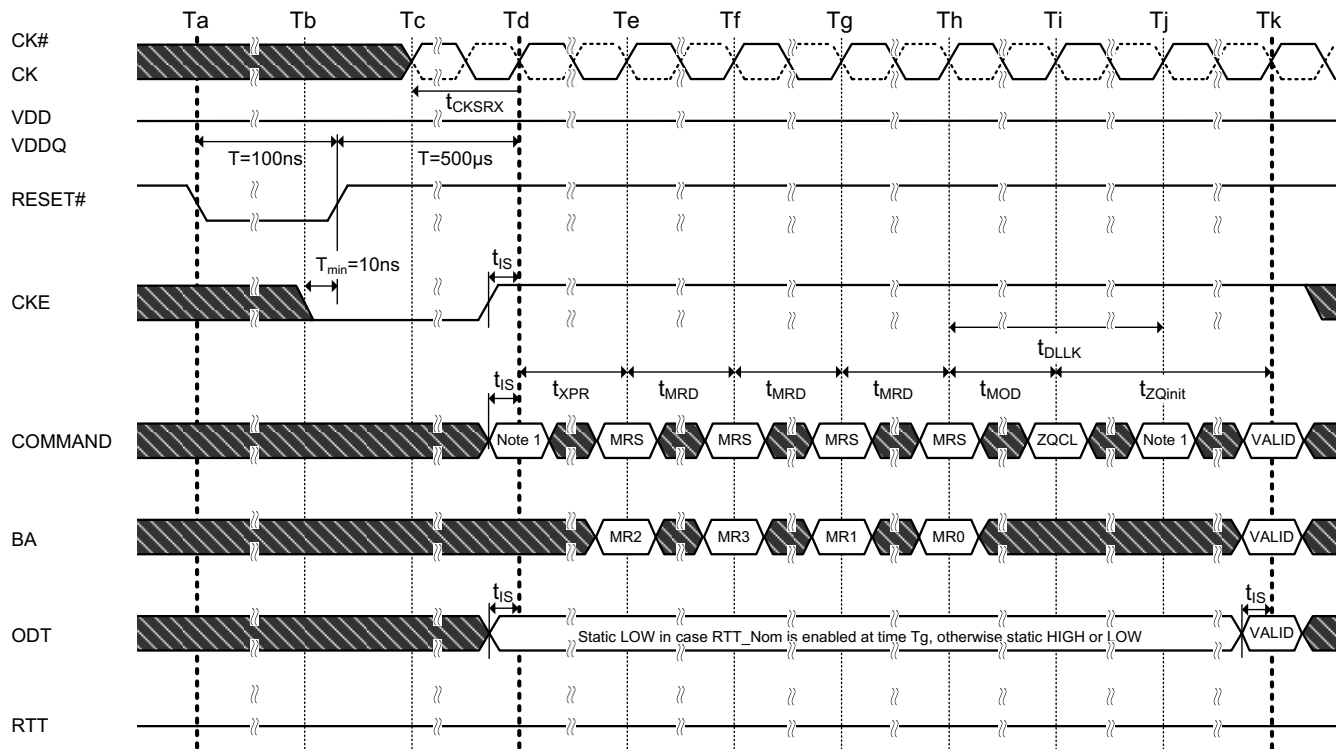 Ta Tb Tc Td Te Tf Tg Th Ti Tj Tk
CK#
CK
tCKSRX
VDD
VDDQ
T=100ns T=500µs
RESET#
Tmin=10ns tIS
CKE
tDLLK
tIS tXPR tMRD tMRD tMRD tMOD tZQinit
COMMAND Note 1 MRS MRS MRS MRS ZQCL Note 1 VALID
BA MR2 MR3 MR1 MR0 VALID
tIS tIS
ODT Static LOW in case RTT_Nom is enabled at time Tg, otherwise static HIGH or LOW VALID
RTT